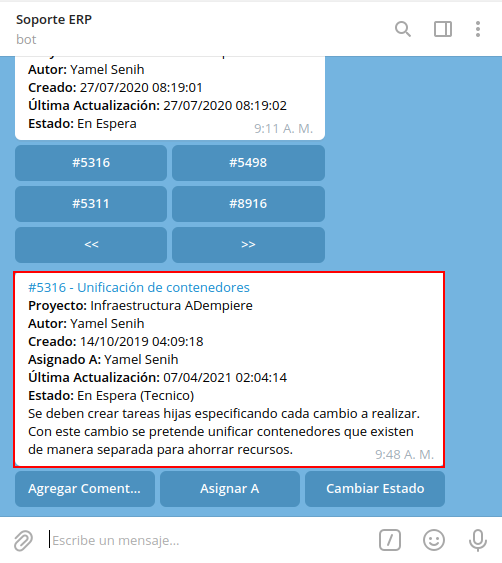 Soporte ERP
bot
Autor: Yamel Senih
Creado: 27/07/2020 08:19:01
Última Actualización: 27/07/2020 08:19:02
Estado: En Espera
9:11 A. M.
#5316
#5498
#5311
#8916
<<
>>
#5316 - Unificación de contenedores
Proyecto: Infraestructura ADempiere
Autor: Yamel Senih
Creado: 14/10/2019 04:09:18
Asignado A: Yamel Senih
Última Actualización: 07/04/2021 02:04:14
Estado: En Espera (Tecnico)
Se deben crear tareas hijas especificando cada cambio a realizar.
Con este cambio se pretende unificar contenedores que existen
de manera separada para ahorrar recursos.
9:48 A. M.
Agregar Coment...
Asignar A
Cambiar Estado
Escribe un mensaje...